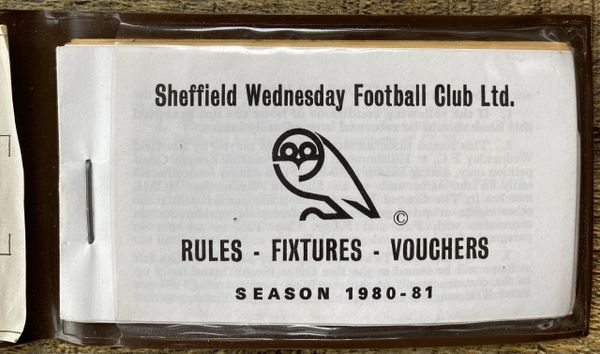 Sheffield Wednesday Football Club Ltd.
©
RULES - FIXTURES - VOUCHERS
SEASON 1980-81